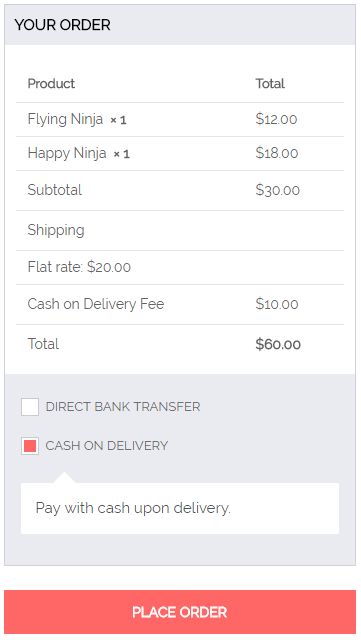 YOUR ORDER
Product Total
Flying Ninja × 1 $12.00
Happy Ninja × 1 $18.00
Subtotal $30.00
Shipping
Flat rate: $20.00
Cash on Delivery Fee $10.00
Total $60.00
DIRECT BANK TRANSFER
CASH ON DELIVERY
Pay with cash upon delivery.
PLACE ORDER